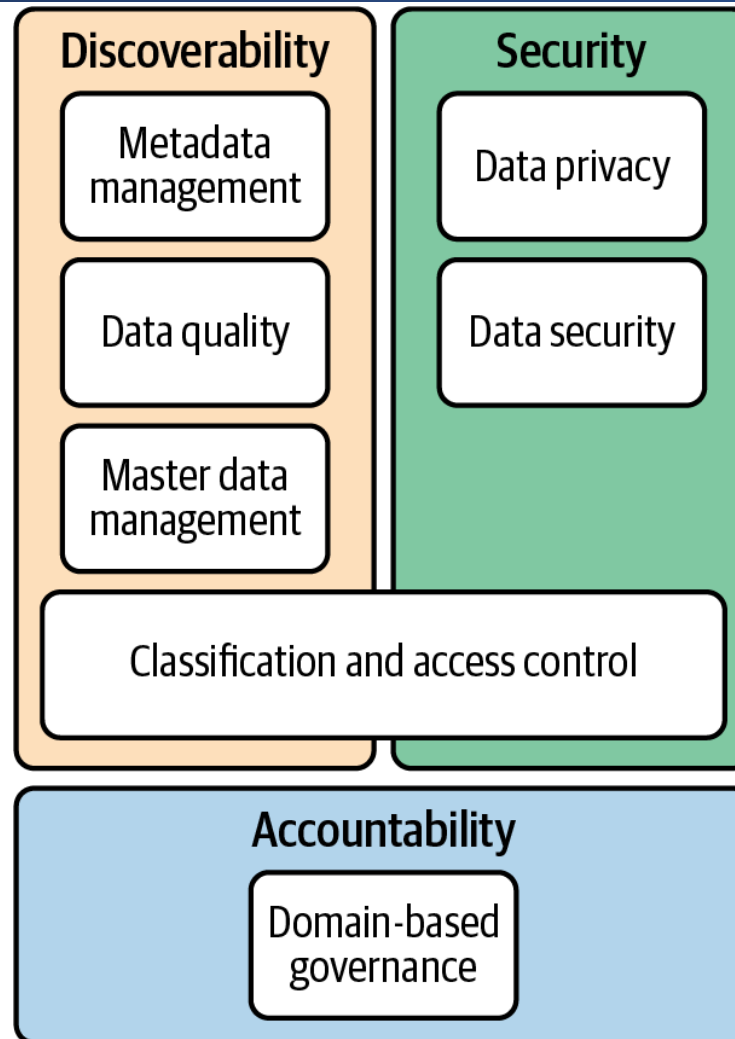 Discoverability
Metadata
management
Data quality
Master data
management
Security
Data privacy
Data security
Classification and access control
Accountability
Domain-based
governance